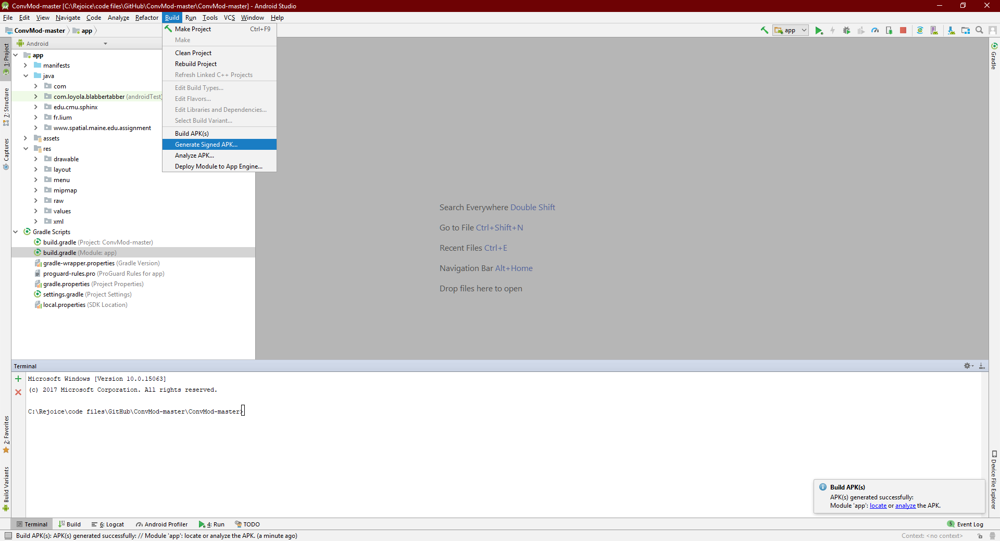 ConvMod-master [C:\Rejoice\code files\GitHub\ConvMod-master\ConvMod-master] - Android Studio
File Edit View Navigate Code Analyze Refactor Build Run Tools VCS Window Help
ConvMod-master app
app
Android
Make Project Ctrl+F9
Make
Clean Project
Rebuild Project
Refresh Linked C++ Projects
Edit Build Types...
Edit Flavors...
Edit Libraries and Dependencies...
Select Build Variant...
Build APK(s)
Generate Signed APK...
Analyze APK...
Deploy Module to App Engine...
1: Project
7: Structure
Captures
2: Favorites
Build Variants
app
manifests
java
com
com.loyola.blabbertabber (androidTest)
edu.cmu.sphinx
fr.lium
www.spatial.maine.edu.assignment
assets
res
drawable
layout
menu
mipmap
raw
values
xml
Gradle Scripts
build.gradle (Project: ConvMod-master)
build.gradle (Module: app)
gradle-wrapper.properties (Gradle Version)
proguard-rules.pro (ProGuard Rules for app)
gradle.properties (Project Properties)
settings.gradle (Project Settings)
local.properties (SDK Location)
Search Everywhere Double Shift
Go to File Ctrl+Shift+N
Recent Files Ctrl+E
Navigation Bar Alt+Home
Drop files here to open
Gradle
Device File Explorer
Terminal
Microsoft Windows [Version 10.0.15063]
(c) 2017 Microsoft Corporation. All rights reserved.
C:\Rejoice\code files\GitHub\ConvMod-master\ConvMod-master>
Build APK(s)
APK(s) generated successfully:
Module 'app': locate or analyze the APK.
Terminal Build 6: Logcat Android Profiler 4: Run TODO 5 Event Log
Build APK(s): APK(s) generated successfully: // Module 'app': locate or analyze the APK. (a minute ago) Context: <no context>